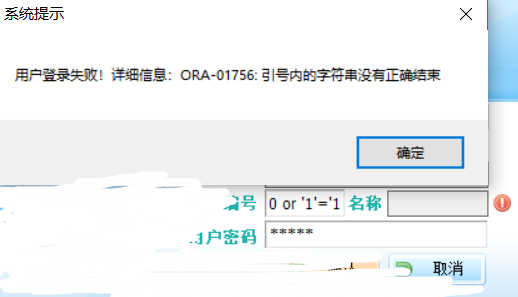 系统提示
用户登录失败！详细信息：ORA-01756: 引号内的字符串没有正确结束
确定
编号 0 or '1'='1 名称
户密码 *****
取消